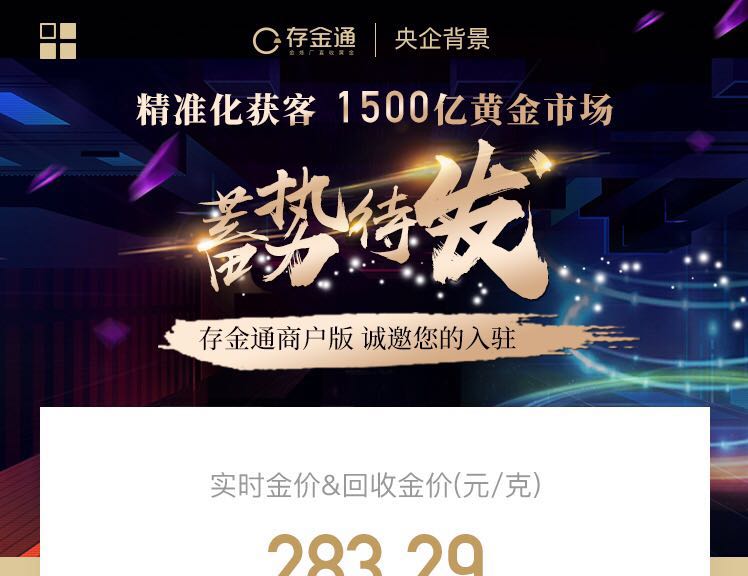 存金通 央企背景
精准化获客 1500亿黄金市场
蓄势待发
存金通商户版 诚邀您的入驻
实时金价&回收金价(元/克)
283.29